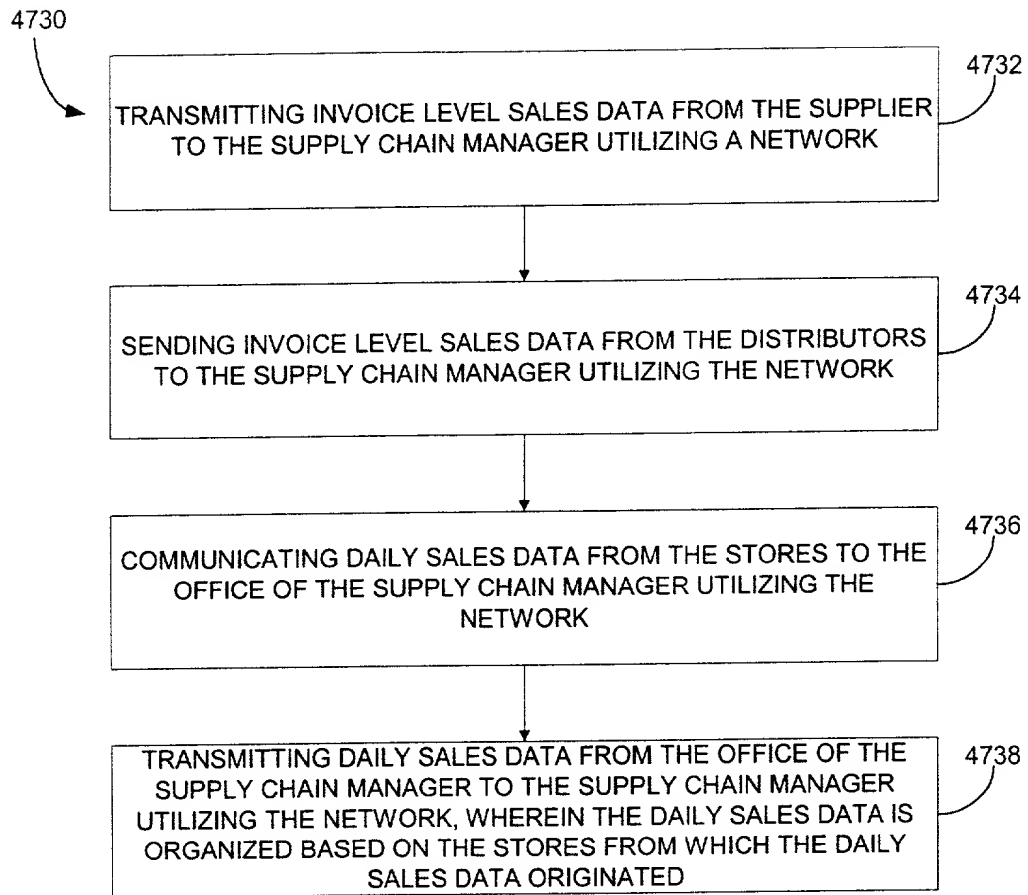 4730
4732
TRANSMITTING INVOICE LEVEL SALES DATA FROM THE SUPPLIER
TO THE SUPPLY CHAIN MANAGER UTILIZING A NETWORK
4734
SENDING INVOICE LEVEL SALES DATA FROM THE DISTRIBUTORS
TO THE SUPPLY CHAIN MANAGER UTILIZING THE NETWORK
4736
COMMUNICATING DAILY SALES DATA FROM THE STORES TO THE
OFFICE OF THE SUPPLY CHAIN MANAGER UTILIZING THE
NETWORK
4738
TRANSMITTING DAILY SALES DATA FROM THE OFFICE OF THE
SUPPLY CHAIN MANAGER TO THE SUPPLY CHAIN MANAGER
UTILIZING THE NETWORK, WHEREIN THE DAILY SALES DATA IS
ORGANIZED BASED ON THE STORES FROM WHICH THE DAILY
SALES DATA ORIGINATED